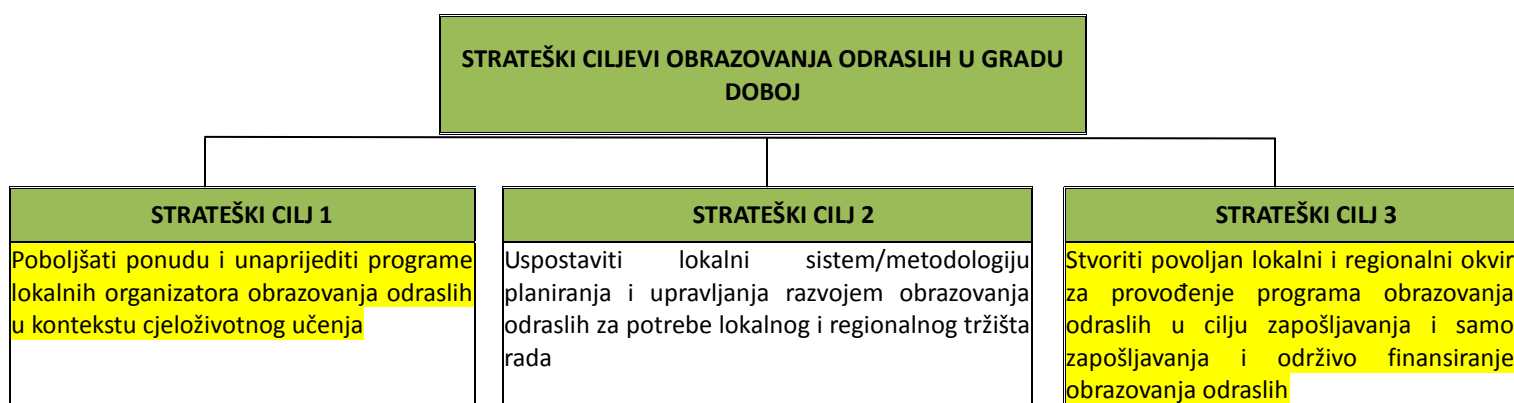 STRATEŠKI CILJEVI OBRAZOVANJA ODRASLIH U GRADU
DOBOJ
STRATEŠKI CILJ 1
Poboljšati ponudu i unaprijediti programe
lokalnih organizatora obrazovanja odraslih
u kontekstu cjeloživotnog učenja
STRATEŠKI CILJ 2
Uspostaviti lokalni sistem/metodologiju
planiranja i upravljanja razvojem obrazovanja
odraslih za potrebe lokalnog i regionalnog tržišta
rada
STRATEŠKI CILJ 3
Stvoriti povoljan lokalni i regionalni okvir
za provođenje programa obrazovanja
odraslih u cilju zapošljavanja i samo
zapošljavanja i održivo finansiranje
obrazovanja odraslih